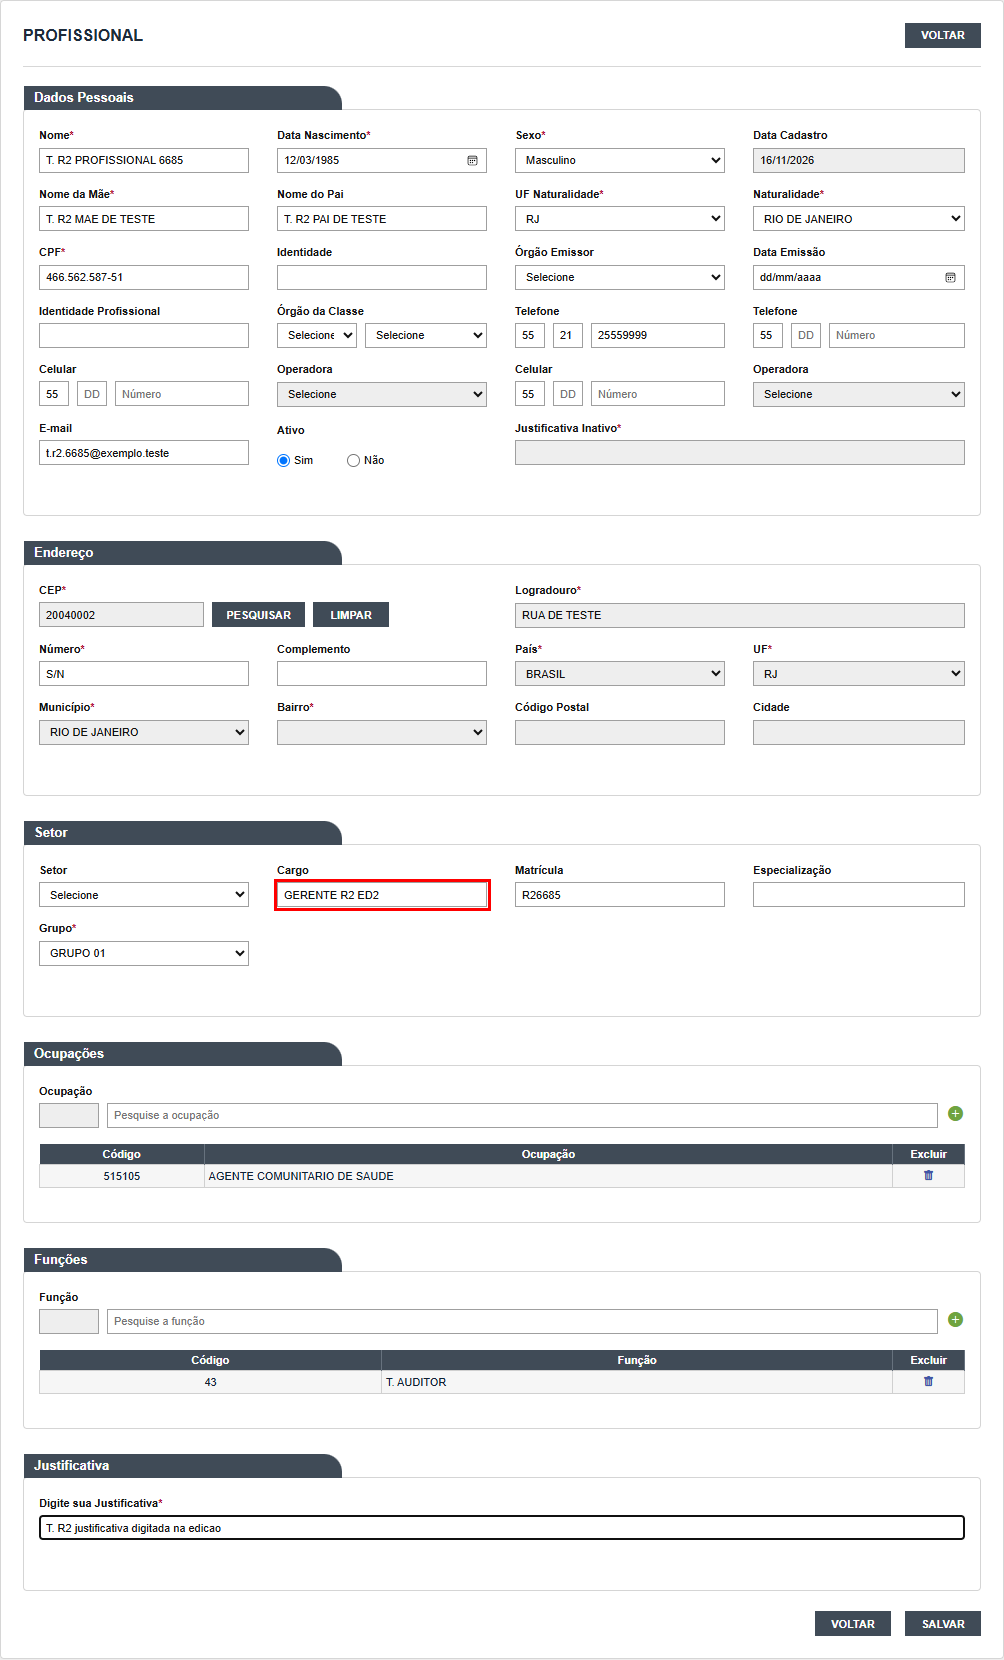 PROFISSIONAL
VOLTAR
Dados Pessoais
Nome* Data Nascimento* Sexo* Data Cadastro
T. R2 PROFISSIONAL 6685 12/03/1985 Masculino 16/11/2026
Nome da Mãe* Nome do Pai UF Naturalidade* Naturalidade*
T. R2 MAE DE TESTE T. R2 PAI DE TESTE RJ RIO DE JANEIRO
CPF* Identidade Órgão Emissor Data Emissão
466.562.587-51 Selecione dd/mm/aaaa
Identidade Profissional Órgão da Classe Telefone Telefone
Selecione Selecione 55 21 25559999 55 DD Número
Celular Operadora Celular Operadora
55 DD Número Selecione 55 DD Número Selecione
E-mail Ativo Justificativa Inativo*
t.r2.6685@exemplo.teste Sim Não
Endereço
CEP* Logradouro*
20040002 PESQUISAR LIMPAR RUA DE TESTE
Número* Complemento País* UF*
S/N BRASIL RJ
Município* Bairro* Código Postal Cidade
RIO DE JANEIRO
Setor
Setor Cargo Matrícula Especialização
Selecione GERENTE R2 ED2 R26685
Grupo*
GRUPO 01
Ocupações
Ocupação
Pesquise a ocupação
Código Ocupação Excluir
515105 AGENTE COMUNITARIO DE SAUDE
Funções
Função
Pesquise a função
Código Função Excluir
43 T. AUDITOR
Justificativa
Digite sua Justificativa*
T. R2 justificativa digitada na edicao
VOLTAR SALVAR